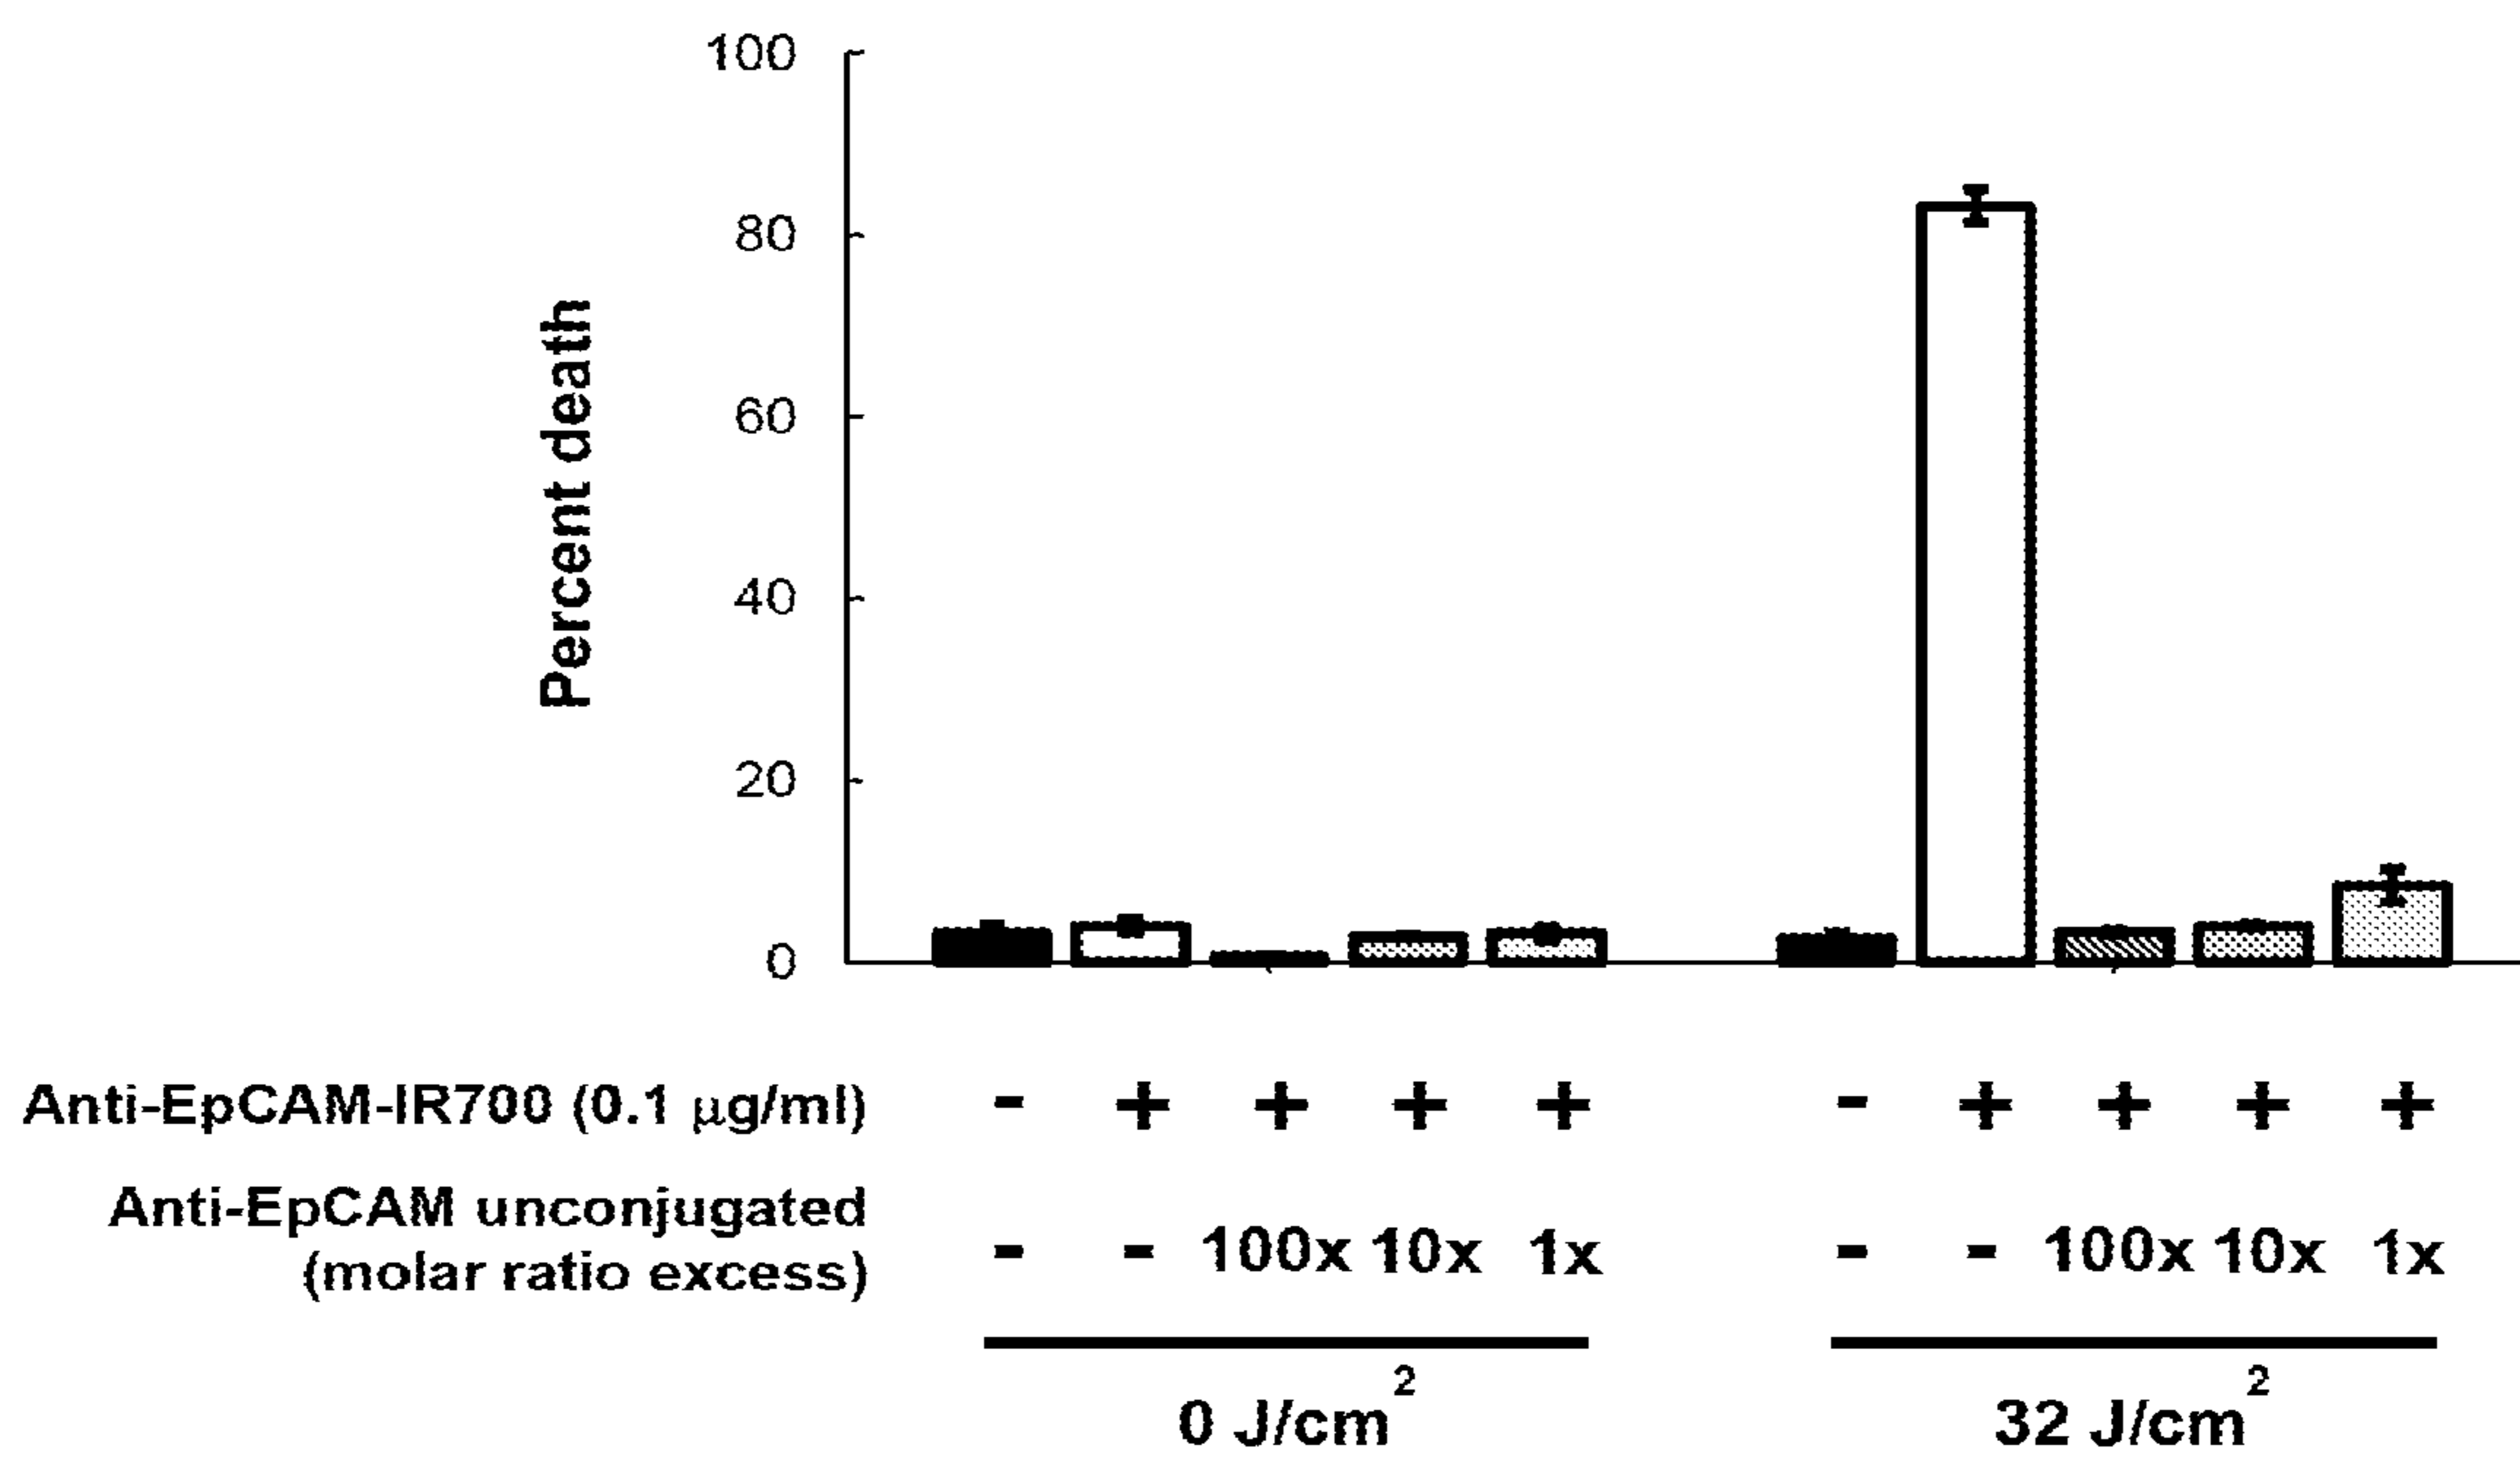 100
80
60
40
20
0
Percent death
Anti-EpCAM-IR700 (0.1 µg/ml) - + + + + - + + + +
Anti-EpCAM unconjugated
(molar ratio excess) - - 100x 10x 1x - - 100x 10x 1x
0 J/cm² 32 J/cm²